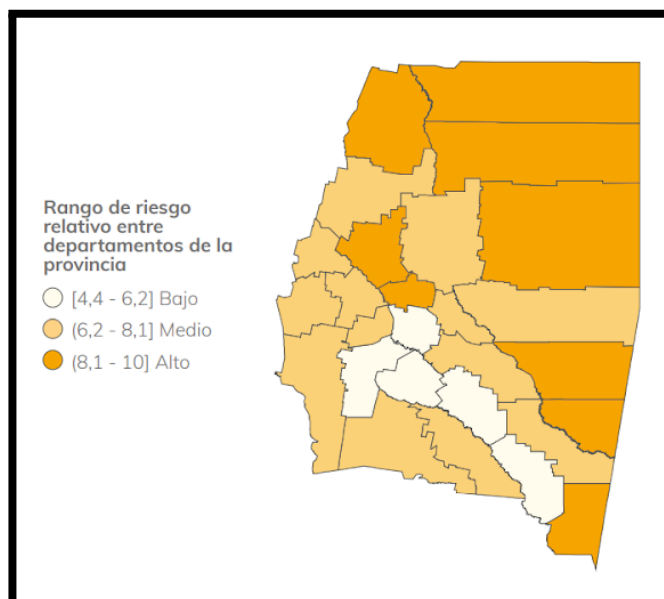 Rango de riesgo
relativo entre
departamentos de la
provincia
[4,4 - 6,2] Bajo
(6,2 - 8,1] Medio
(8,1 - 10] Alto